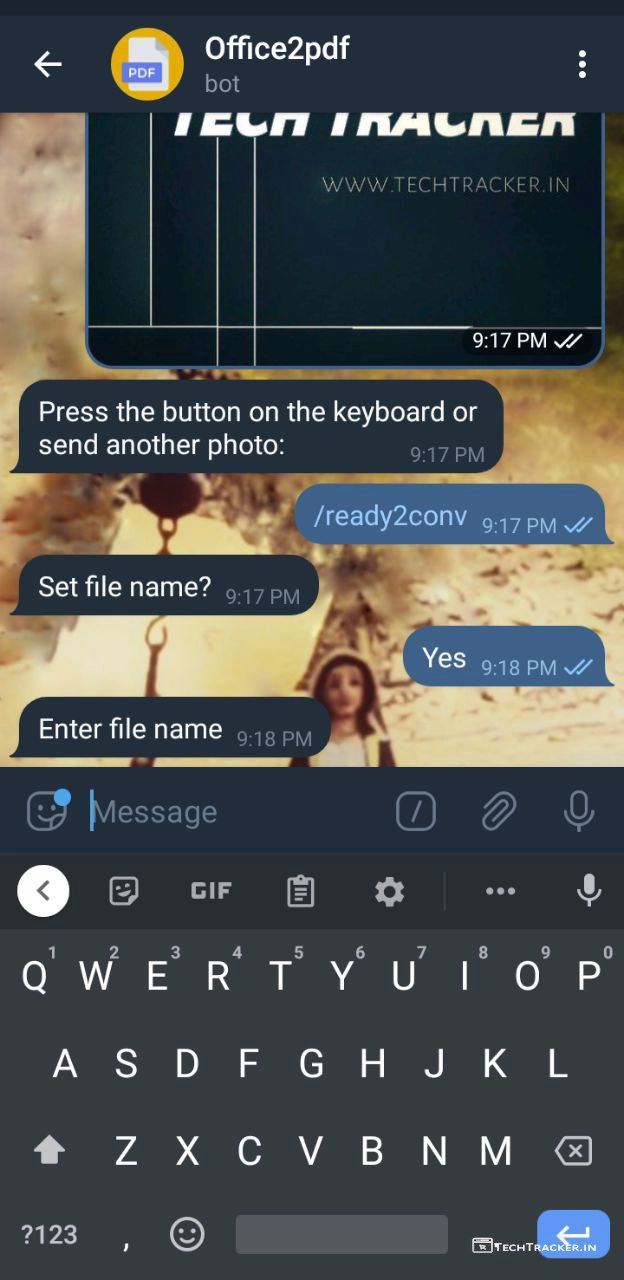 Office2pdf
PDF
bot
TECH TRACKER
WWW.TECHTRACKER.IN
9:17 PM
Press the button on the keyboard or
send another photo:
9:17 PM
/ready2conv 9:17 PM
Set file name? 9:17 PM
Yes 9:18 PM
Enter file name 9:18 PM
Message
/
GIF
1 2 3 4 5 6 7 8 9 0
Q W E R T Y U I O P
A S D F G H J K L
Z X C V B N M
?123 ,
TECHTRACKER.IN